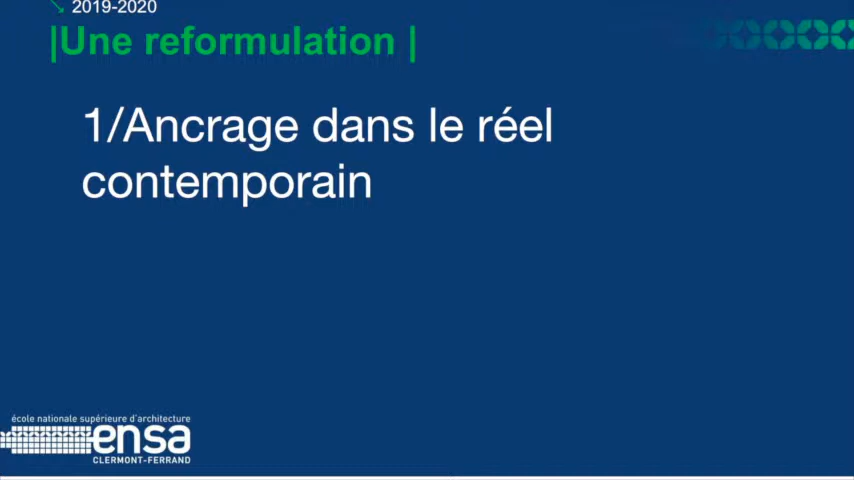 2019-2020
|Une reformulation |
1/Ancrage dans le réel
contemporain
école nationale supérieure d'architecture
ensa
CLERMONT-FERRAND